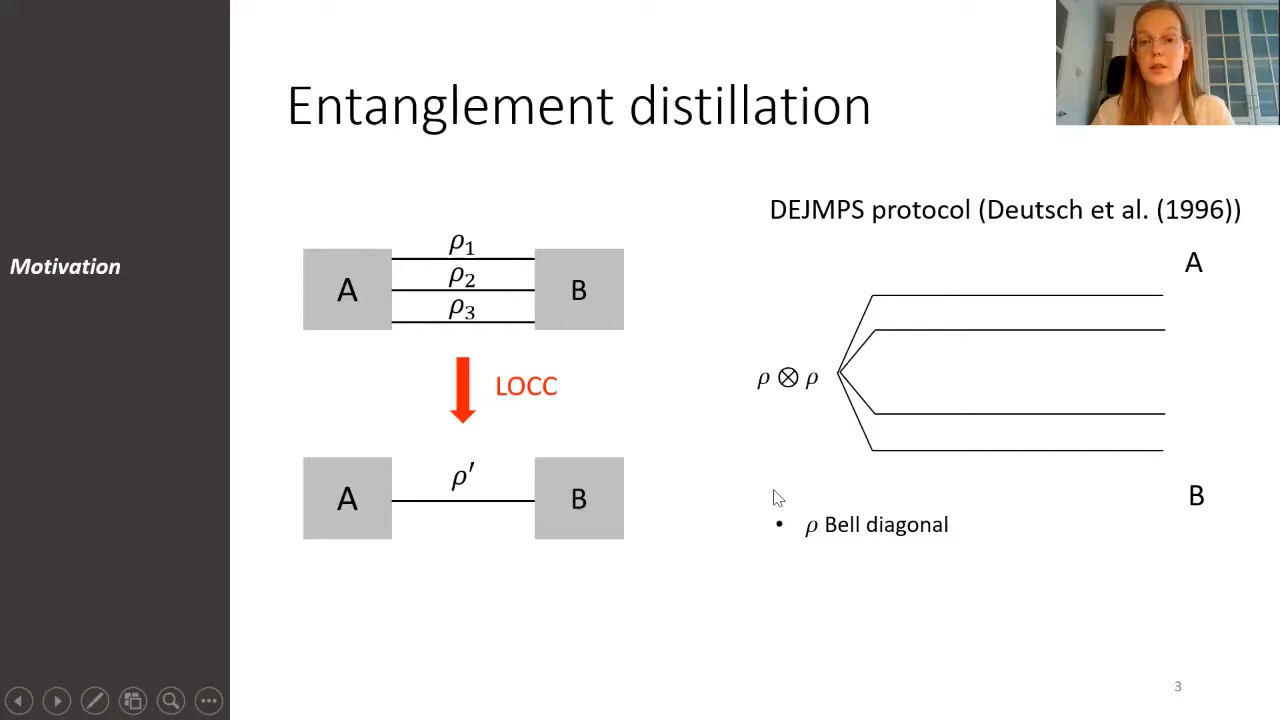 Entanglement distillation
Motivation
A
ρ₁
ρ₂
ρ₃
B
LOCC
A
ρ′
B
DEJMPS protocol (Deutsch et al. (1996))
A
ρ ⊗ ρ
B
• ρ Bell diagonal
3